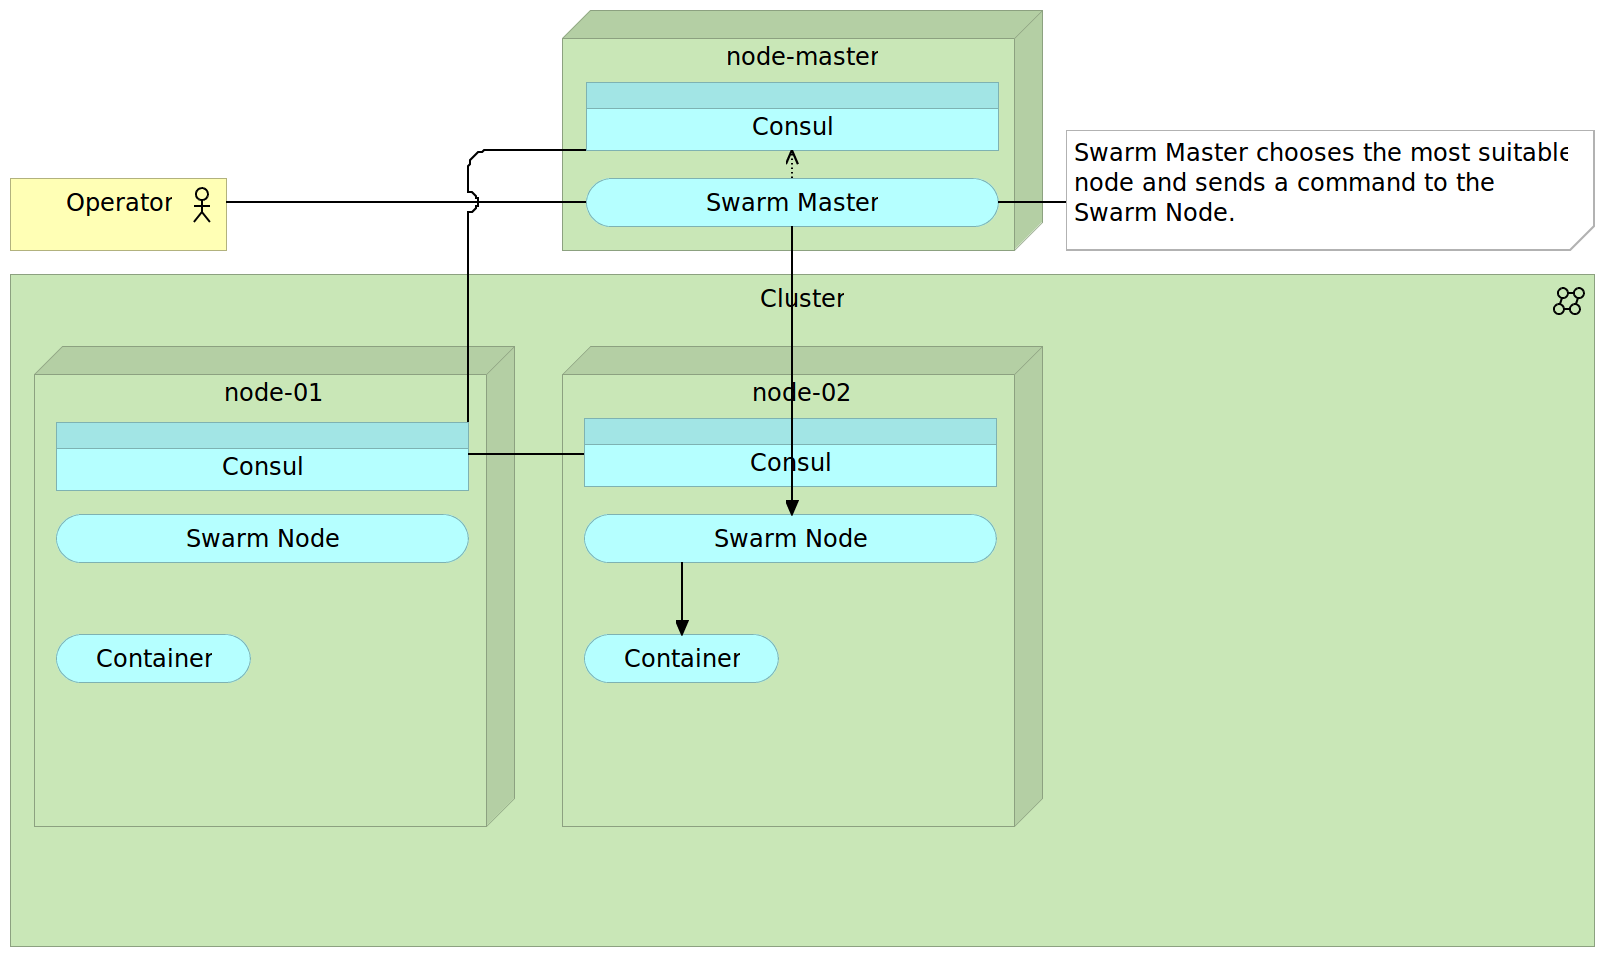 node-master
Consul
Operator
Swarm Master
Swarm Master chooses the most suitable
node and sends a command to the
Swarm Node.
Cluster
node-01
node-02
Consul
Consul
Swarm Node
Swarm Node
Container
Container